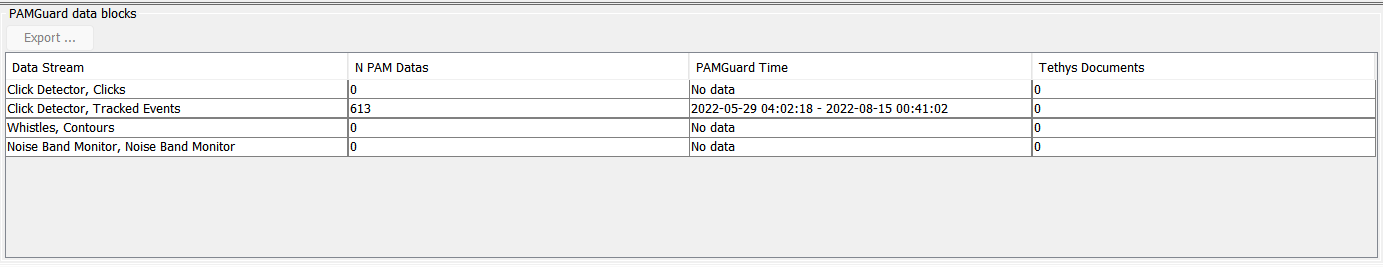 PAMGuard data blocks
Export ...
Data Stream N PAM Datas PAMGuard Time Tethys Documents
Click Detector, Clicks 0 No data 0
Click Detector, Tracked Events 613 2022-05-29 04:02:18 - 2022-08-15 00:41:02 0
Whistles, Contours 0 No data 0
Noise Band Monitor, Noise Band Monitor 0 No data 0